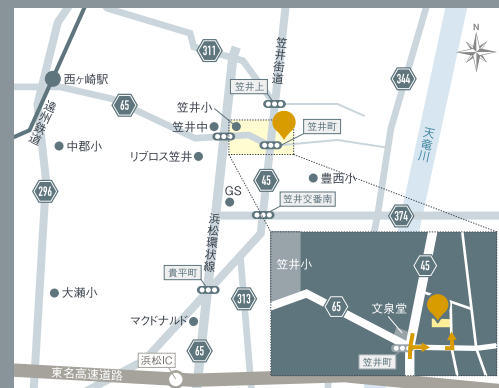 N
311
笠井街道
344
西ヶ崎駅
65
笠井上
遠州鉄道
笠井小
笠井中
笠井町
天竜川
中郡小
リブロス笠井
45
豊西小
296
GS
笠井交番南
374
浜松環状線
笠井小
45
貴平町
大瀬小
313
65
文泉堂
マクドナルド
65
笠井町
浜松IC
東名高速道路